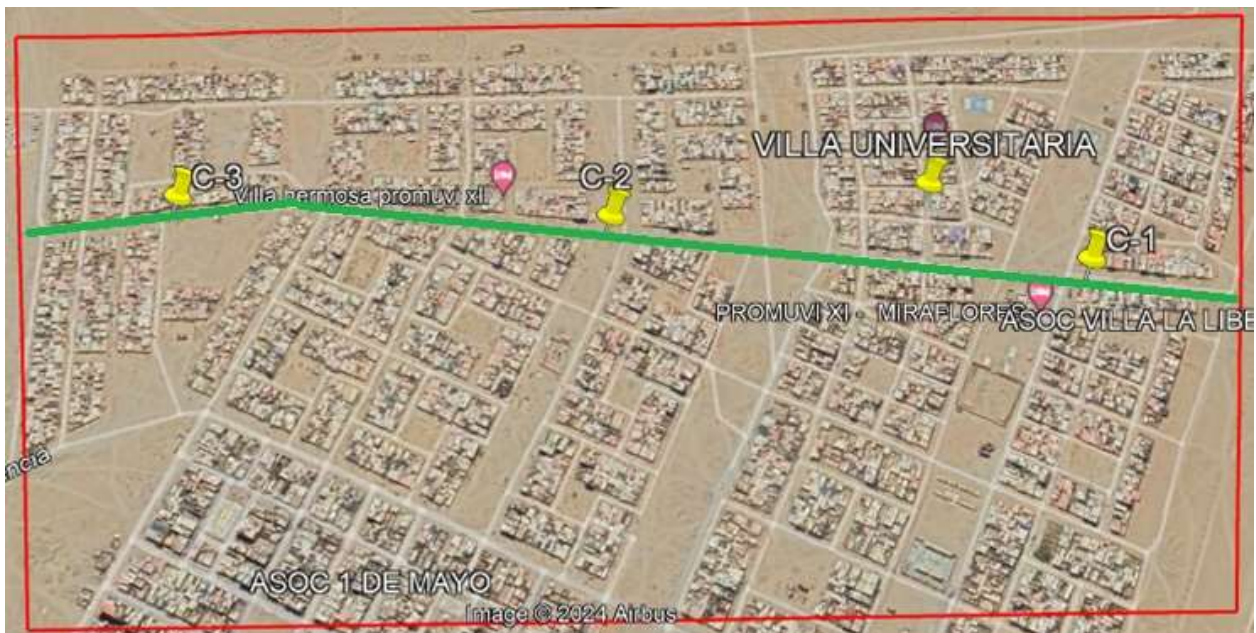 VILLA UNIVERSITARIA
C-3
C-2
Villa hermosa promuvi xI
C-1
PROMUVI XI - MIRAFLORES
ASOC VILLA LA LIBE
encia
ASOC 1 DE MAYO
Image © 2024 Airbus